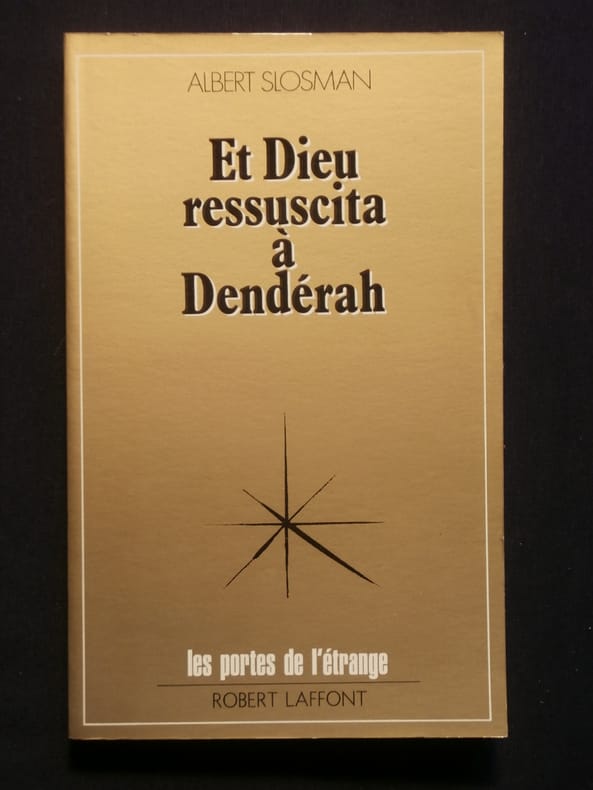 ALBERT SLOSMAN
Et Dieu
ressuscita
à
Dendérah
les portes de l'étrange
ROBERT LAFFONT